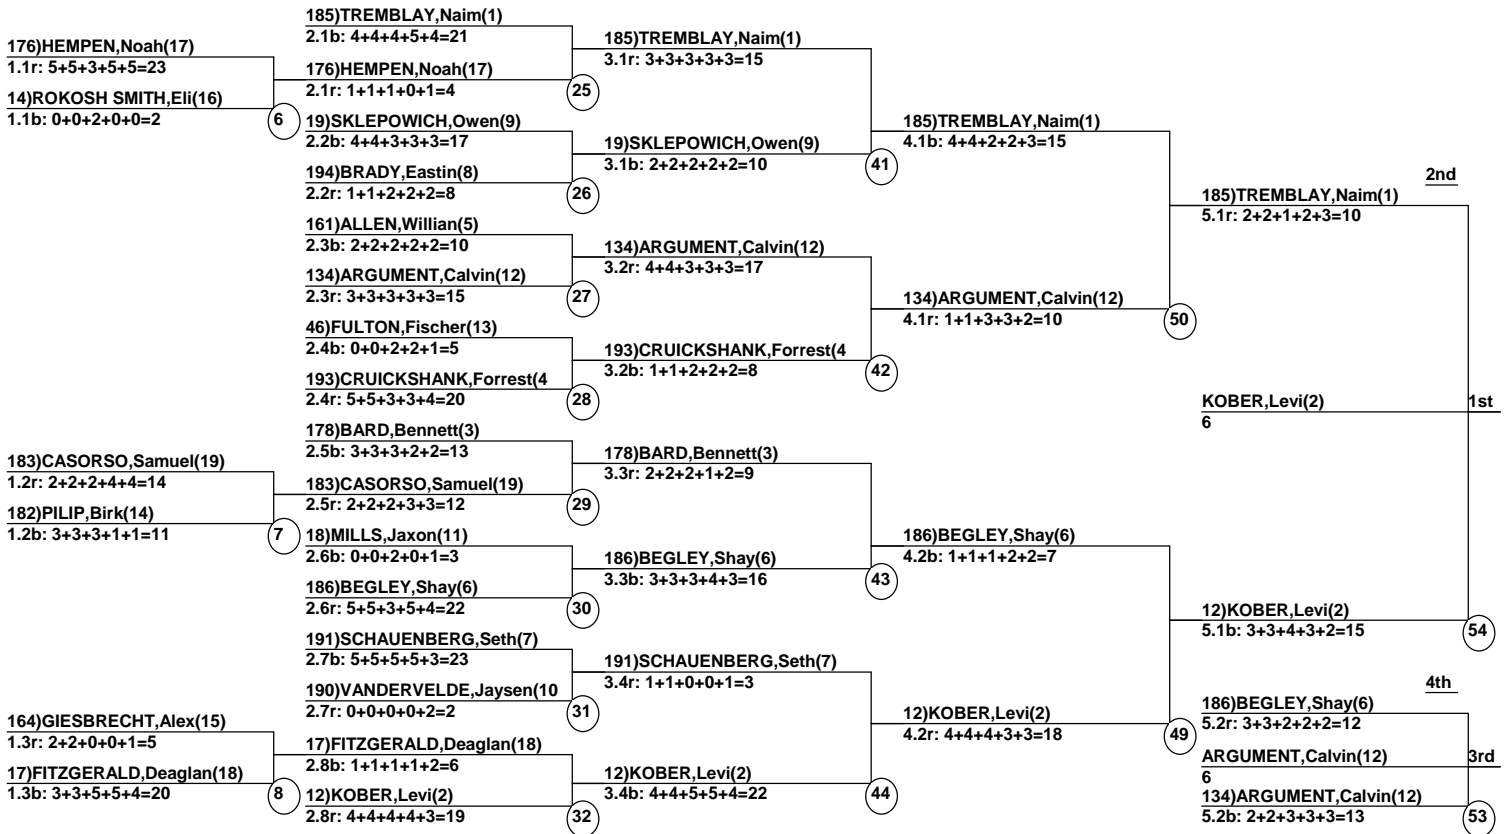 176)HEMPEN,Noah(17)
1.1r: 5+5+3+5+5=23
14)ROKOSH SMITH,Eli(16)
1.1b: 0+0+2+0+0=2
6
183)CASORSO,Samuel(19)
1.2r: 2+2+2+4+4=14
182)PILIP,Birk(14)
1.2b: 3+3+3+1+1=11
7
164)GIESBRECHT,Alex(15)
1.3r: 2+2+0+0+1=5
17)FITZGERALD,Deaglan(18)
1.3b: 3+3+5+5+4=20
8
185)TREMBLAY,Naim(1)
2.1b: 4+4+4+5+4=21
176)HEMPEN,Noah(17)
2.1r: 1+1+1+0+1=4
25
19)SKLEPOWICH,Owen(9)
2.2b: 4+4+3+3+3=17
194)BRADY,Eastin(8)
2.2r: 1+1+2+2+2=8
26
161)ALLEN,Willian(5)
2.3b: 2+2+2+2+2=10
134)ARGUMENT,Calvin(12)
2.3r: 3+3+3+3+3=15
27
46)FULTON,Fischer(13)
2.4b: 0+0+2+2+1=5
193)CRUICKSHANK,Forrest(4
2.4r: 5+5+3+3+4=20
28
178)BARD,Bennett(3)
2.5b: 3+3+3+2+2=13
183)CASORSO,Samuel(19)
2.5r: 2+2+2+3+3=12
29
18)MILLS,Jaxon(11)
2.6b: 0+0+2+0+1=3
186)BEGLEY,Shay(6)
2.6r: 5+5+3+5+4=22
30
191)SCHAUENBERG,Seth(7)
2.7b: 5+5+5+5+3=23
190)VANDERVELDE,Jaysen(10
2.7r: 0+0+0+0+2=2
31
17)FITZGERALD,Deaglan(18)
2.8b: 1+1+1+1+2=6
12)KOBER,Levi(2)
2.8r: 4+4+4+4+3=19
32
185)TREMBLAY,Naim(1)
3.1r: 3+3+3+3+3=15
19)SKLEPOWICH,Owen(9)
3.1b: 2+2+2+2+2=10
41
134)ARGUMENT,Calvin(12)
3.2r: 4+4+3+3+3=17
193)CRUICKSHANK,Forrest(4
3.2b: 1+1+2+2+2=8
42
178)BARD,Bennett(3)
3.3r: 2+2+2+1+2=9
186)BEGLEY,Shay(6)
3.3b: 3+3+3+4+3=16
43
191)SCHAUENBERG,Seth(7)
3.4r: 1+1+0+0+1=3
12)KOBER,Levi(2)
3.4b: 4+4+5+5+4=22
44
185)TREMBLAY,Naim(1)
4.1b: 4+4+2+2+3=15
134)ARGUMENT,Calvin(12)
4.1r: 1+1+3+3+2=10
50
186)BEGLEY,Shay(6)
4.2b: 1+1+1+2+2=7
12)KOBER,Levi(2)
4.2r: 4+4+4+3+3=18
49
2nd
185)TREMBLAY,Naim(1)
5.1r: 2+2+1+2+3=10
KOBER,Levi(2) 1st
6
12)KOBER,Levi(2)
5.1b: 3+3+4+3+2=15
54
4th
186)BEGLEY,Shay(6)
5.2r: 3+3+2+2+2=12
ARGUMENT,Calvin(12) 3rd
6
134)ARGUMENT,Calvin(12)
5.2b: 2+2+3+3+3=13
53